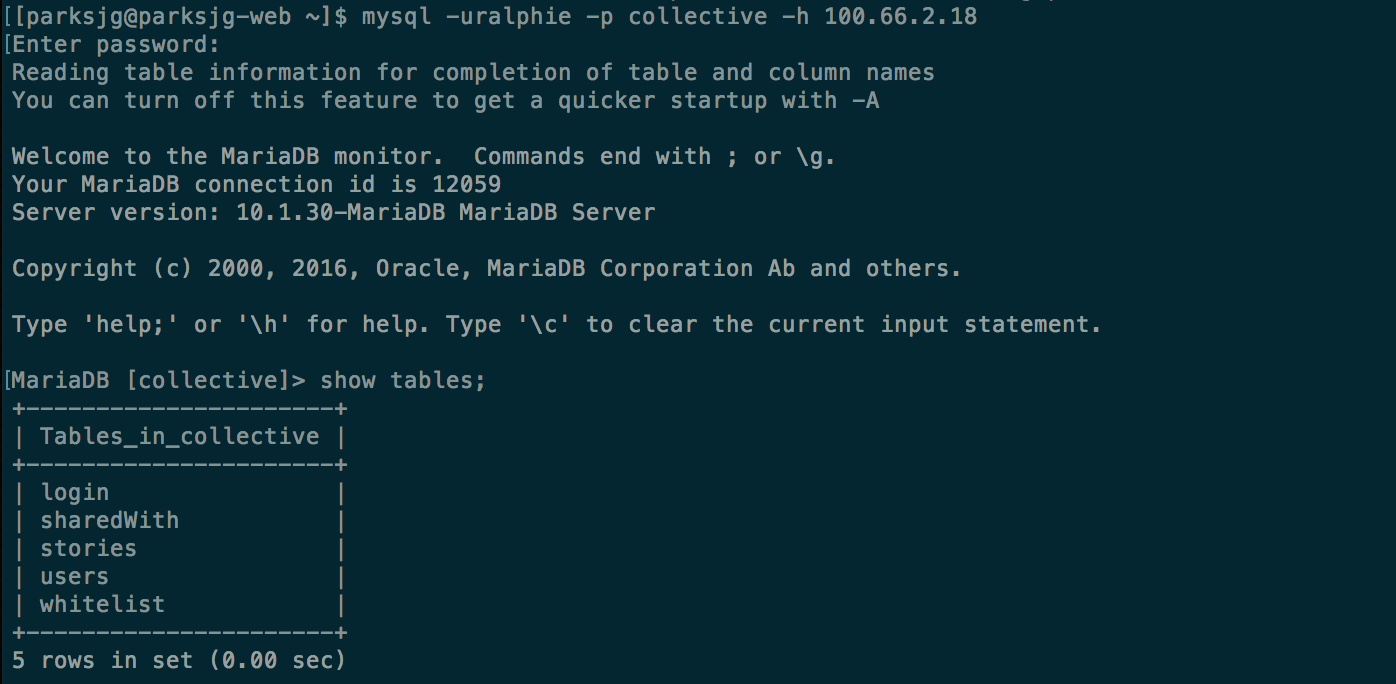 [[parksjg@parksjg-web ~]$ mysql -uralphie -p collective -h 100.66.2.18
[Enter password:
Reading table information for completion of table and column names
You can turn off this feature to get a quicker startup with -A
Welcome to the MariaDB monitor.  Commands end with ; or \g.
Your MariaDB connection id is 12059
Server version: 10.1.30-MariaDB MariaDB Server
Copyright (c) 2000, 2016, Oracle, MariaDB Corporation Ab and others.
Type 'help;' or '\h' for help. Type '\c' to clear the current input statement.
[MariaDB [collective]> show tables;
+----------------------+
| Tables_in_collective |
+----------------------+
| login                |
| sharedWith           |
| stories              |
| users                |
| whitelist            |
+----------------------+
5 rows in set (0.00 sec)